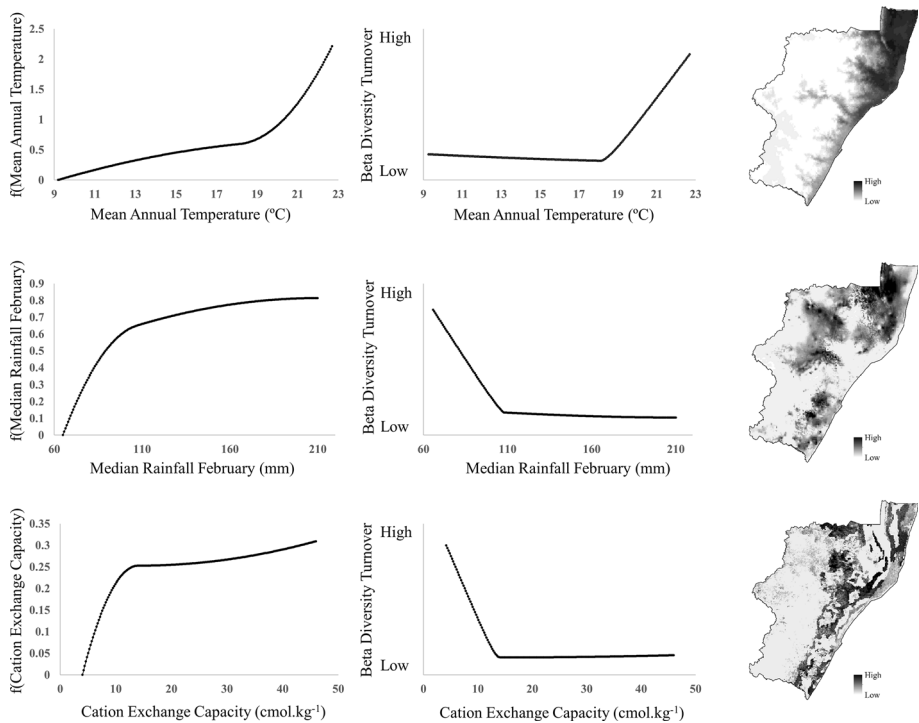 f(Mean Annual Temperature)
2.5
2
1.5
1
0.5
0
9 11 13 15 17 19 21 23
Mean Annual Temperature (ºC)
Beta Diversity Turnover
High
Low
9 11 13 15 17 19 21 23
Mean Annual Temperature (ºC)
High
Low
f(Median Rainfall February)
0.9
0.8
0.7
0.6
0.5
0.4
0.3
0.2
0.1
0
60 110 160 210
Median Rainfall February (mm)
Beta Diversity Turnover
High
Low
60 110 160 210
Median Rainfall February (mm)
High
Low
f(Cation Exchange Capacity)
0.35
0.3
0.25
0.2
0.15
0.1
0.05
0
0 10 20 30 40 50
Cation Exchange Capacity (cmol.kg⁻¹)
Beta Diversity Turnover
High
Low
0 10 20 30 40 50
Cation Exchange Capacity (cmol.kg⁻¹)
High
Low